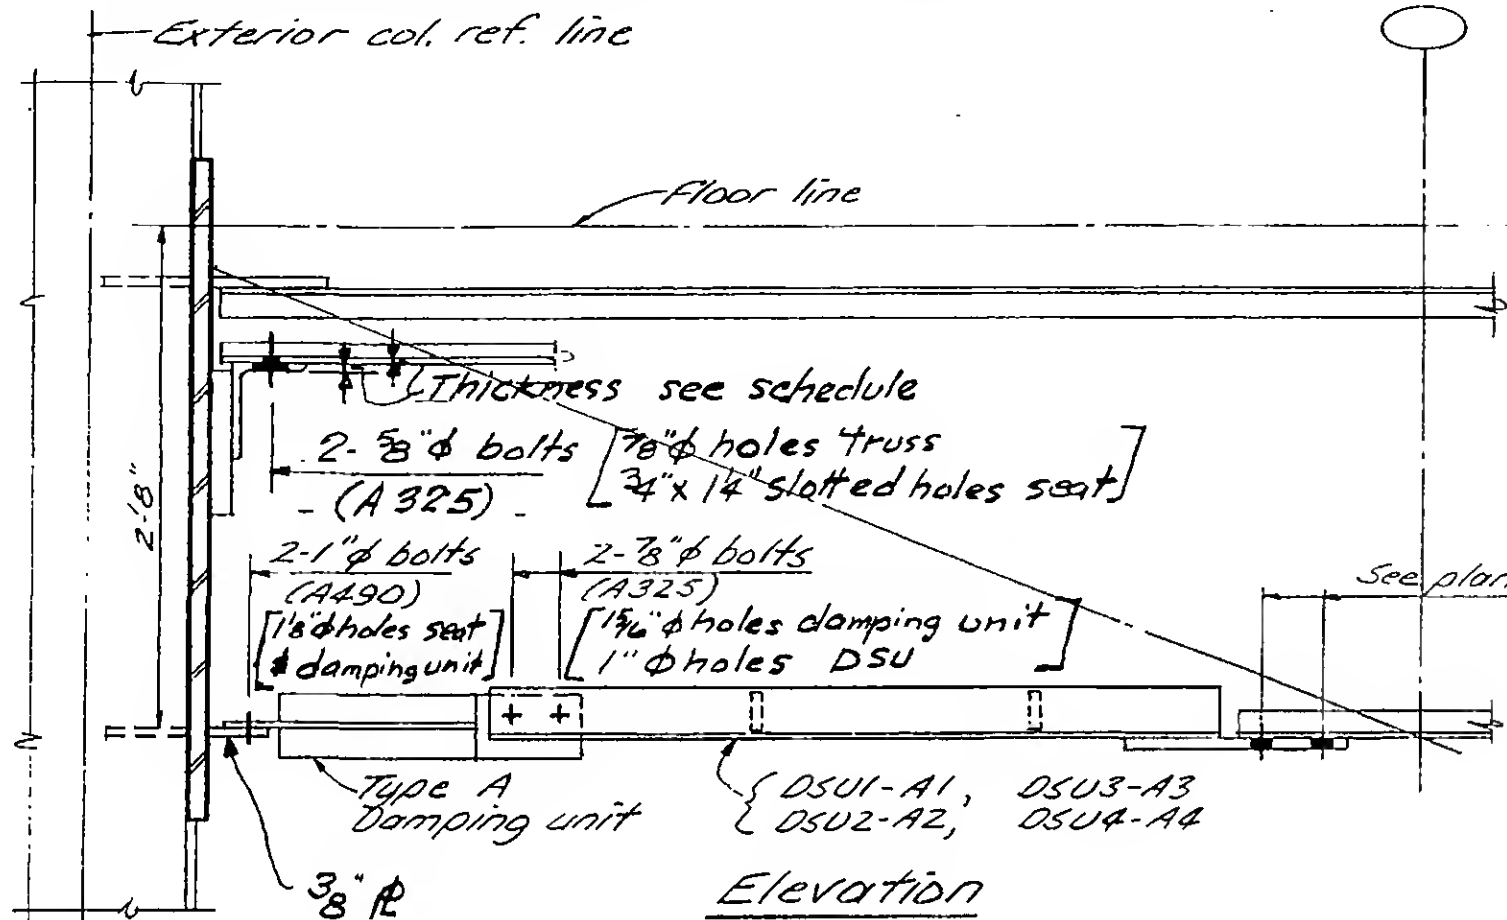 Exterior col. ref. line
Floor line
Thickness see schedule
2-5/8"ϕ bolts
(A325)
[7/8"ϕ holes truss
3/4" x 1 1/4" slotted holes seat]
2'-8"
2-1"ϕ bolts
(A490)
[1 1/8"ϕ holes seat
& damping unit]
2-7/8"ϕ bolts
(A325)
[15/16"ϕ holes damping unit
1"ϕ holes DSU]
See plan
Type A
Damping unit
{DSU1-A1, DSU3-A3
DSU2-A2, DSU4-A4
3/8" ℄
Elevation